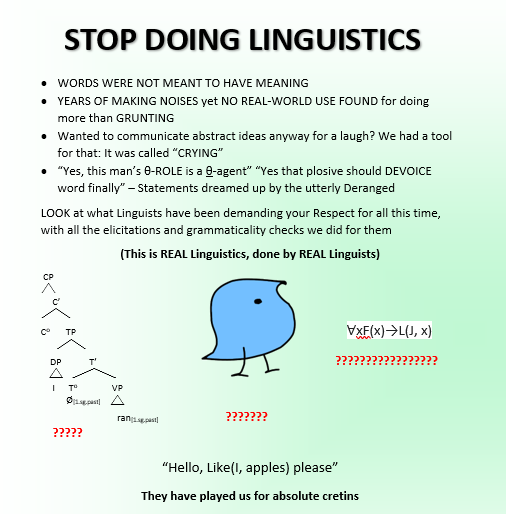 STOP DOING LINGUISTICS
• WORDS WERE NOT MEANT TO HAVE MEANING
• YEARS OF MAKING NOISES yet NO REAL-WORLD USE FOUND for doing
more than GRUNTING
• Wanted to communicate abstract ideas anyway for a laugh? We had a tool
for that: It was called “CRYING”
• “Yes, this man’s θ-ROLE is a θ-agent” “Yes that plosive should DEVOICE
word finally” – Statements dreamed up by the utterly Deranged
LOOK at what Linguists have been demanding your Respect for all this time,
with all the elicitations and grammaticality checks we did for them
(This is REAL Linguistics, done by REAL Linguists)
CP
C'
C⁰ TP
DP T'
I T⁰ VP
Ø[1.sg.past]
ran[1.sg.past]
?????
???????
∀xF(x)→L(J, x)
?????????????????
“Hello, Like(I, apples) please”
They have played us for absolute cretins